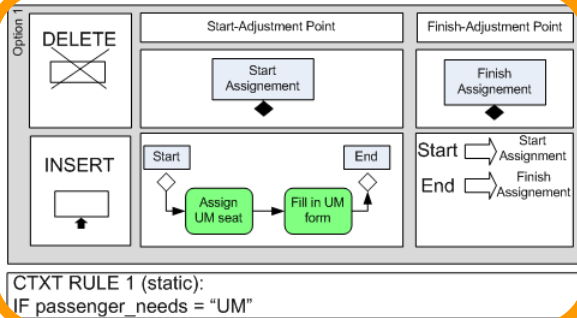 Option 1
DELETE
Start-Adjustment Point
Finish-Adjustment Point
Start
Assignement
Finish
Assignement
INSERT
Start
End
Assign
UM seat
Fill in UM
form
Start
Start
Assignment
End
Finish
Assignement
CTXT RULE 1 (static):
IF passenger_needs = “UM”